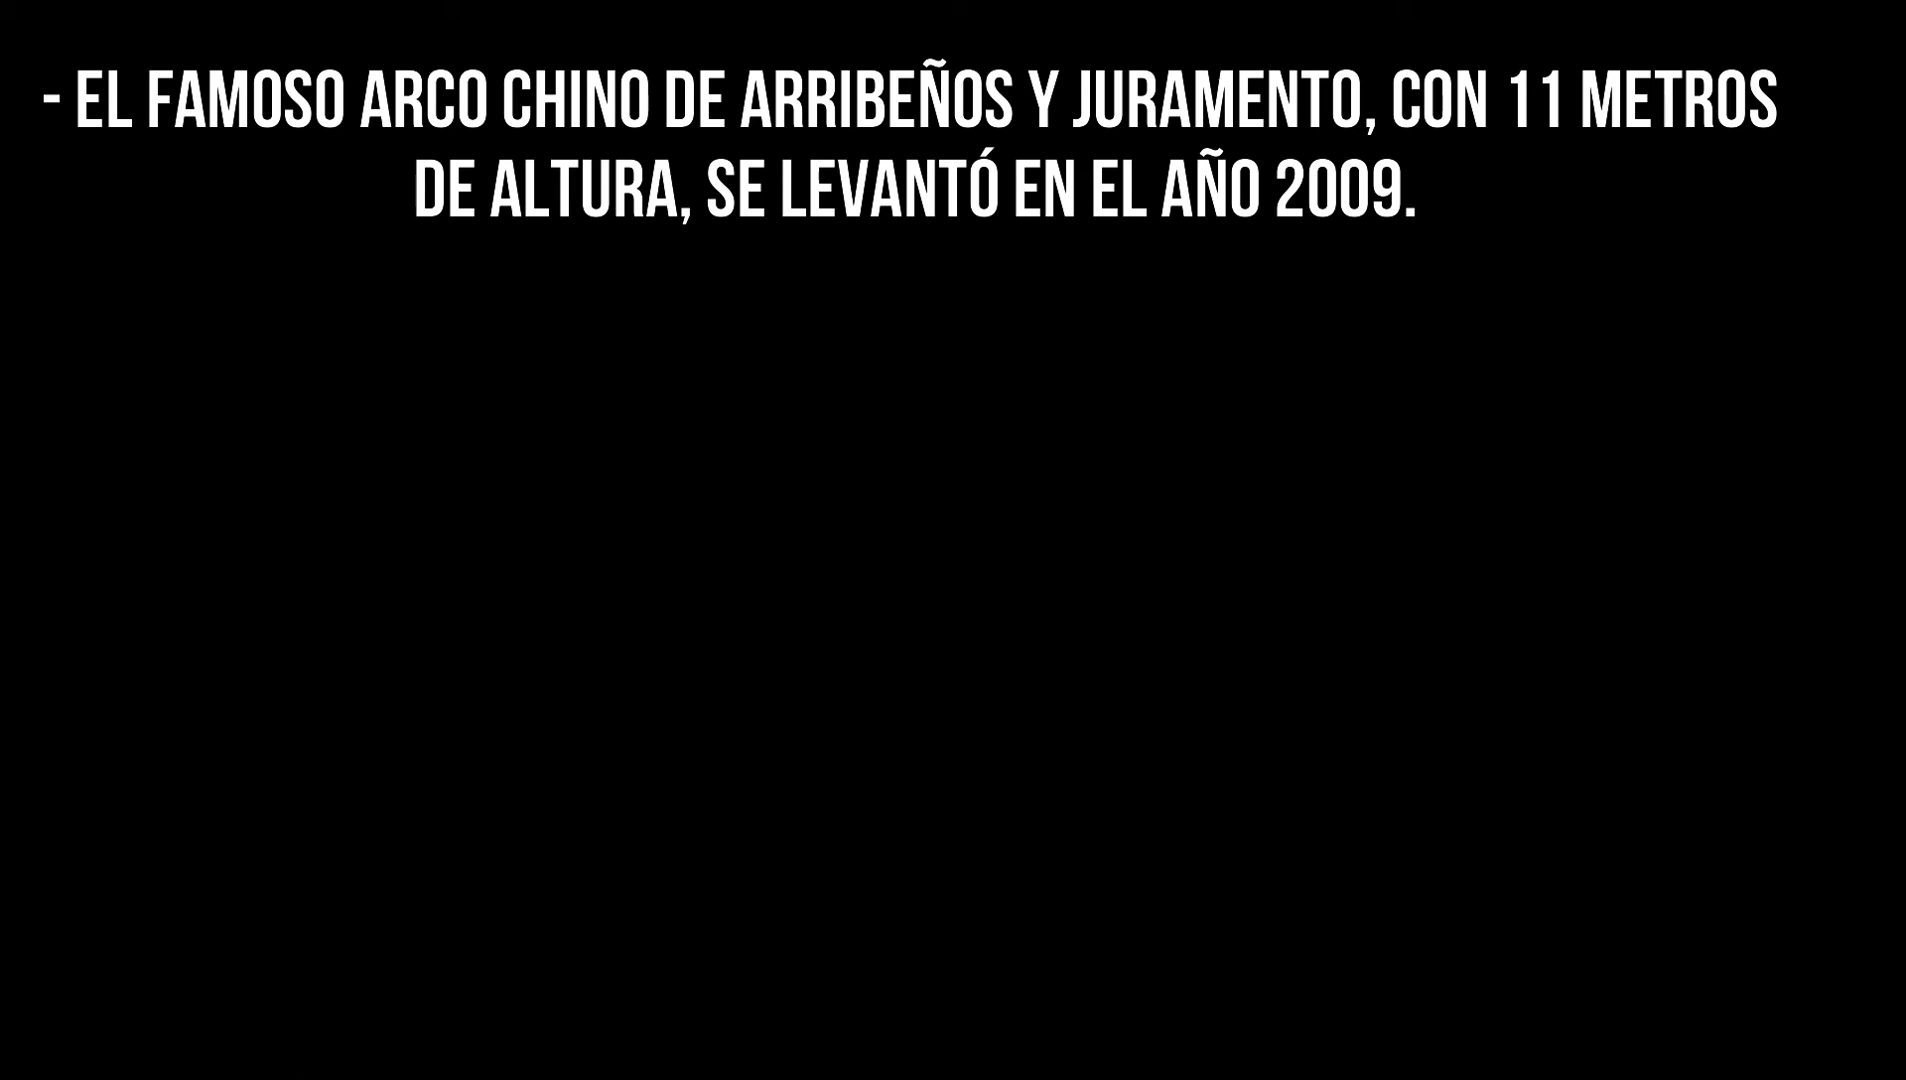 - EL FAMOSO ARCO CHINO DE ARRIBEÑOS Y JURAMENTO, CON 11 METROS
DE ALTURA, SE LEVANTÓ EN EL AÑO 2009.